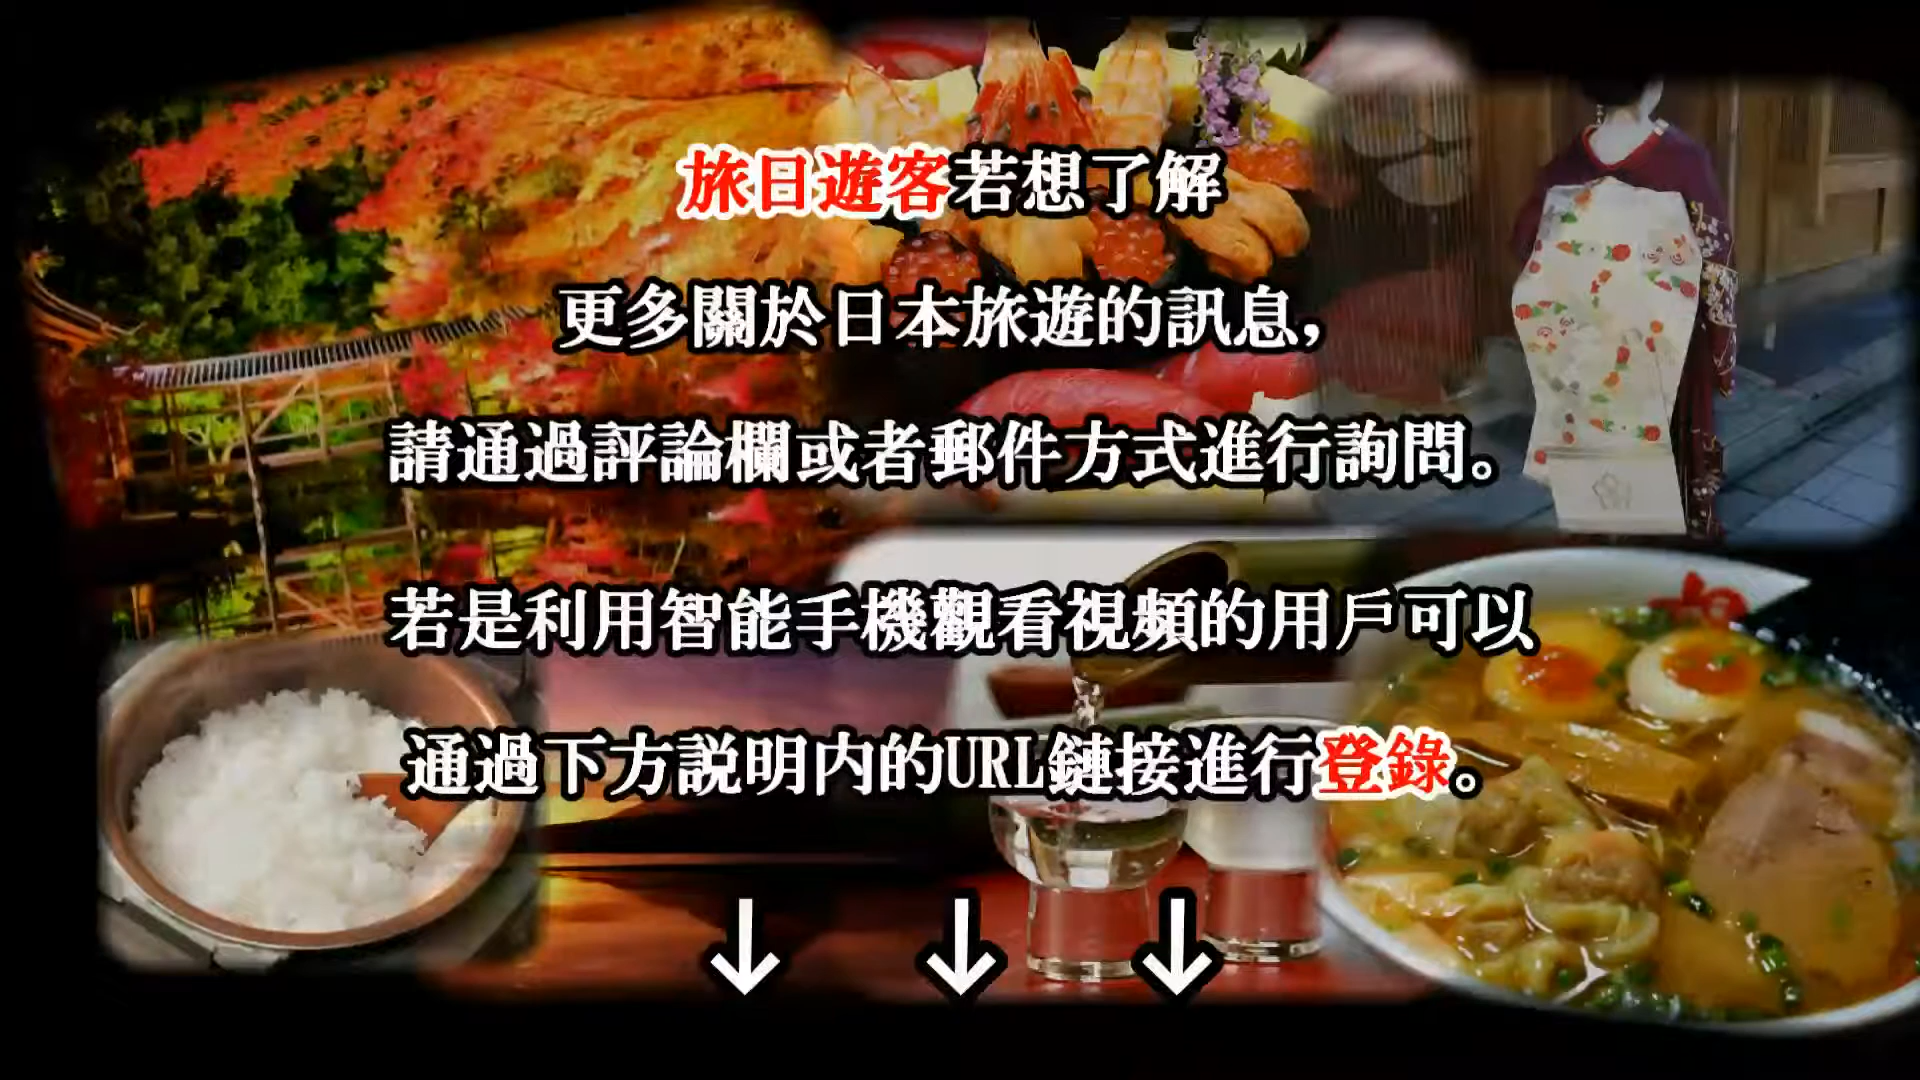 旅日遊客若想了解
更多關於日本旅遊的訊息，
請通過評論欄或者郵件方式進行詢問。
若是利用智能手機觀看視頻的用戶可以
通過下方説明内的URL鏈接進行登錄。
↓ ↓ ↓